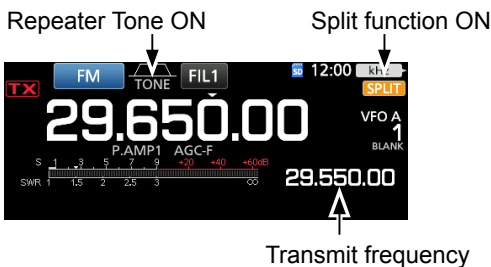 Repeater Tone ON Split function ON
FM TONE FIL1 SD 12:00 kHz
TX SPLIT
29.650.00 VFO A
1
P.AMP1 AGC-F BLANK
S 1 3 5 7 9 +20 +40 +60dB
SWR 1 1.5 2 2.5 3 ∞ 29.550.00
Transmit frequency